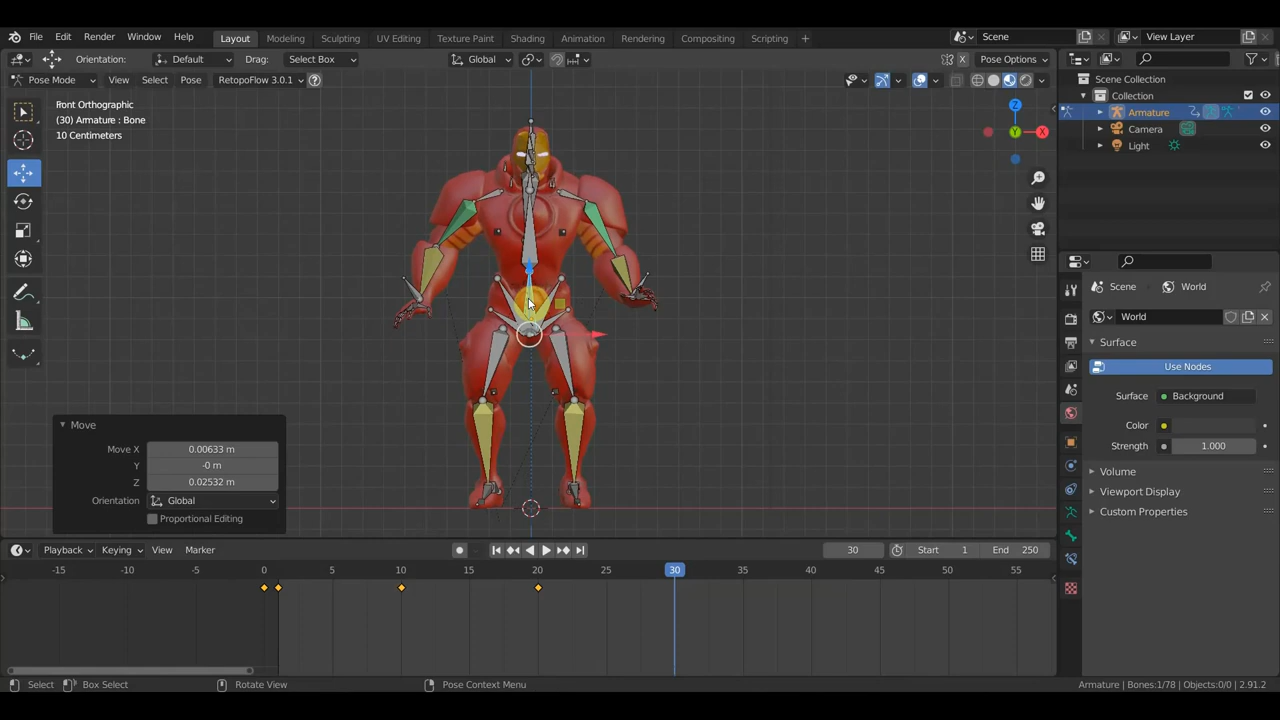 File Edit Render Window Help Layout Modeling Sculpting UV Editing Texture Paint Shading Animation Rendering Compositing Scripting + Scene View Layer
Orientation: Default Drag: Select Box Global Pose Options
Pose Mode View Select Pose RetopoFlow 3.0.1
Front Orthographic
(30) Armature : Bone
10 Centimeters
Z
Y
X
Scene Collection
Collection
Armature
Camera
Light
Scene World
World
Surface
Use Nodes
Surface Background
Color
Strength 1.000
Volume
Viewport Display
Custom Properties
Move
Move X 0.00633 m
Y -0 m
Z 0.02532 m
Orientation Global
Proportional Editing
Playback Keying View Marker 30 Start 1 End 250
-15 -10 -5 0 5 10 15 20 25 30 35 40 45 50 55
Select Box Select Rotate View Pose Context Menu Armature | Bones:1/78 | Objects:0/0 | 2.91.2